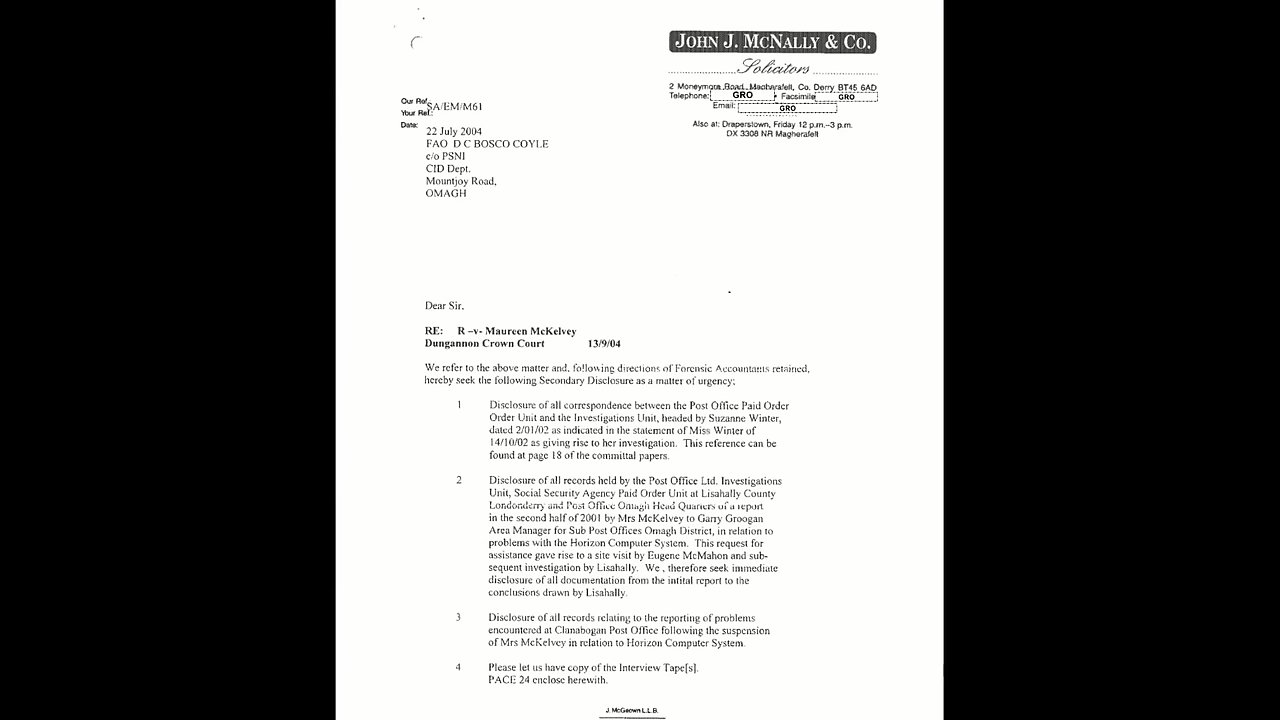 JOHN J. MCNALLY & CO.
Solicitors
2 Moneymore Road, Magherafelt, Co. Derry BT45 6AD
Telephone: GRO • Facsimile GRO
Email: GRO
Also at: Draperstown, Friday 12 p.m.–3 p.m.
DX 3308 NR Magherafelt
Our Ref: SA/EM/M61
Your Ref.:
Date:
22 July 2004
FAO D C BOSCO COYLE
c/o PSNI
CID Dept.
Mountjoy Road,
OMAGH
Dear Sir,
RE: R –v- Maureen McKelvey
Dungannon Crown Court 13/9/04
We refer to the above matter and, following directions of Forensic Accountants retained,
hereby seek the following Secondary Disclosure as a matter of urgency;
1 Disclosure of all correspondence between the Post Office Paid Order
Order Unit and the Investigations Unit, headed by Suzanne Winter,
dated 2/01/02 as indicated in the statement of Miss Winter of
14/10/02 as giving rise to her investigation. This reference can be
found at page 18 of the committal papers.
2 Disclosure of all records held by the Post Office Ltd. Investigations
Unit, Social Security Agency Paid Order Unit at Lisahally County
Londonderry and Post Office Omagh Head Quarters of a report
in the second half of 2001 by Mrs McKelvey to Garry Groogan
Area Manager for Sub Post Offices Omagh District, in relation to
problems with the Horizon Computer System. This request for
assistance gave rise to a site visit by Eugene McMahon and sub-
sequent investigation by Lisahally. We , therefore seek immediate
disclosure of all documentation from the intital report to the
conclusions drawn by Lisahally.
3 Disclosure of all records relating to the reporting of problems
encountered at Clanabogan Post Office following the suspension
of Mrs McKelvey in relation to Horizon Computer System.
4 Please let us have copy of the Interview Tape[s].
PACE 24 enclose herewith.
J. McGeown L.L.B.